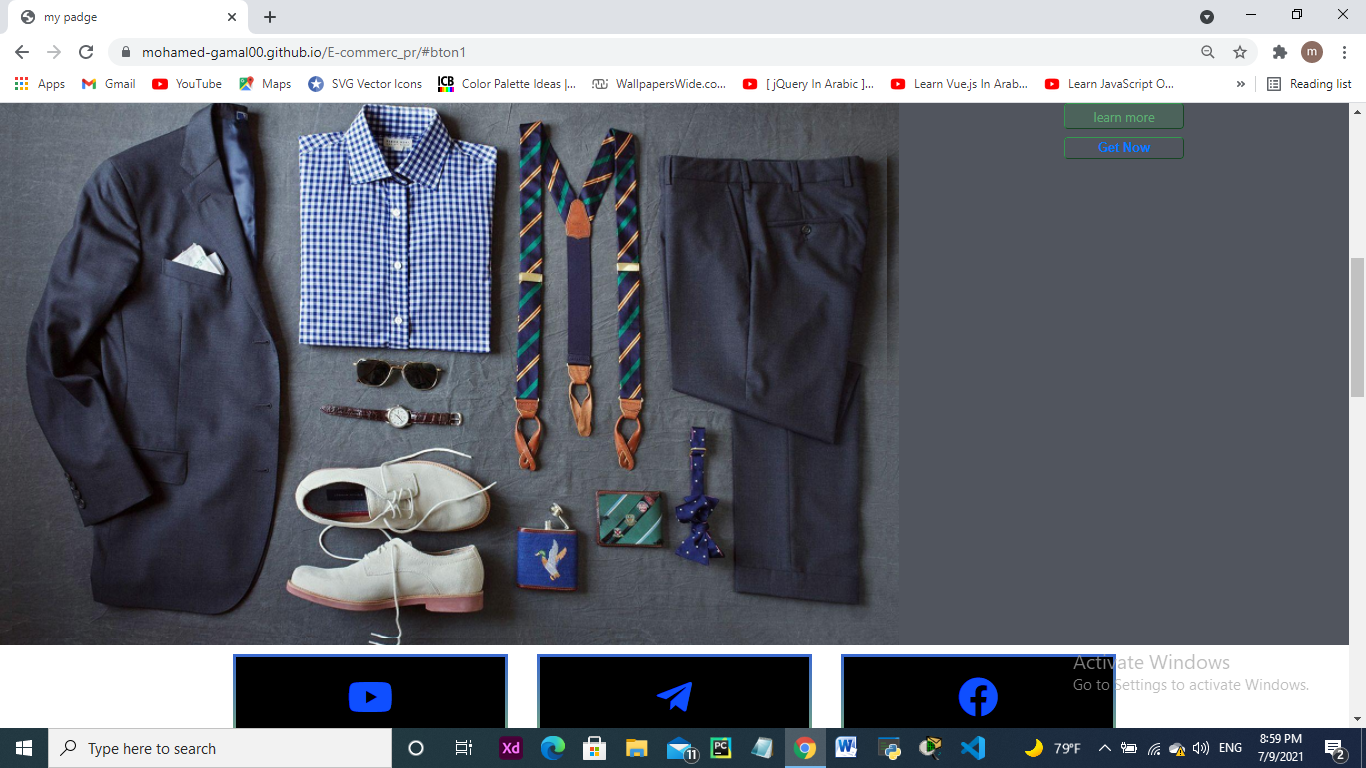 my padge
mohamed-gamal00.github.io/E-commerc_pr/#bton1
m
Apps Gmail YouTube Maps SVG Vector Icons ICB Color Palette Ideas |... WallpapersWide.co... [ jQuery In Arabic ]... Learn Vue.js In Arab... Learn JavaScript O... » Reading list
learn more
Get Now
Activate Windows
Go to Settings to activate Windows.
Type here to search
Xd
11
PC
W
79°F
ENG
8:59 PM
7/9/2021
2